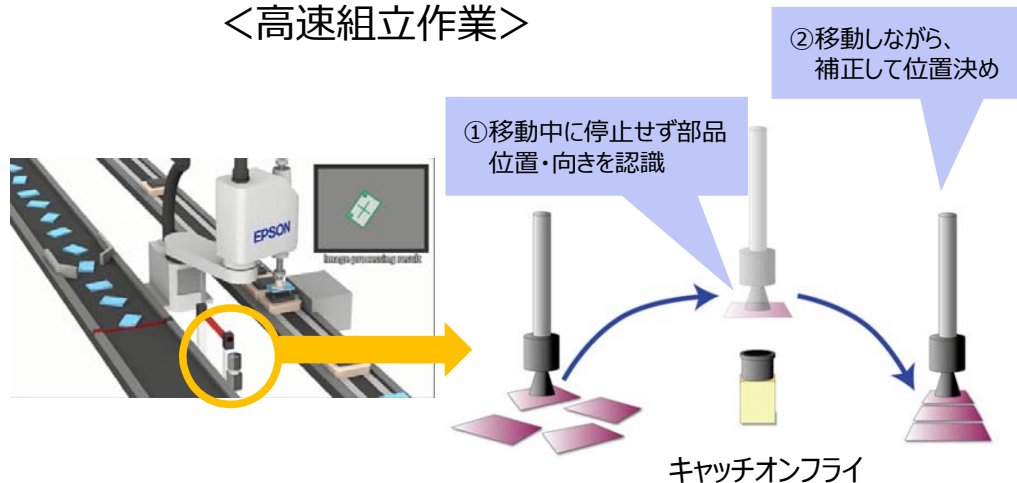 ＜高速組立作業＞
②移動しながら、
補正して位置決め
①移動中に停止せず部品
位置・向きを認識
EPSON
Image processing result
キャッチオンフライ